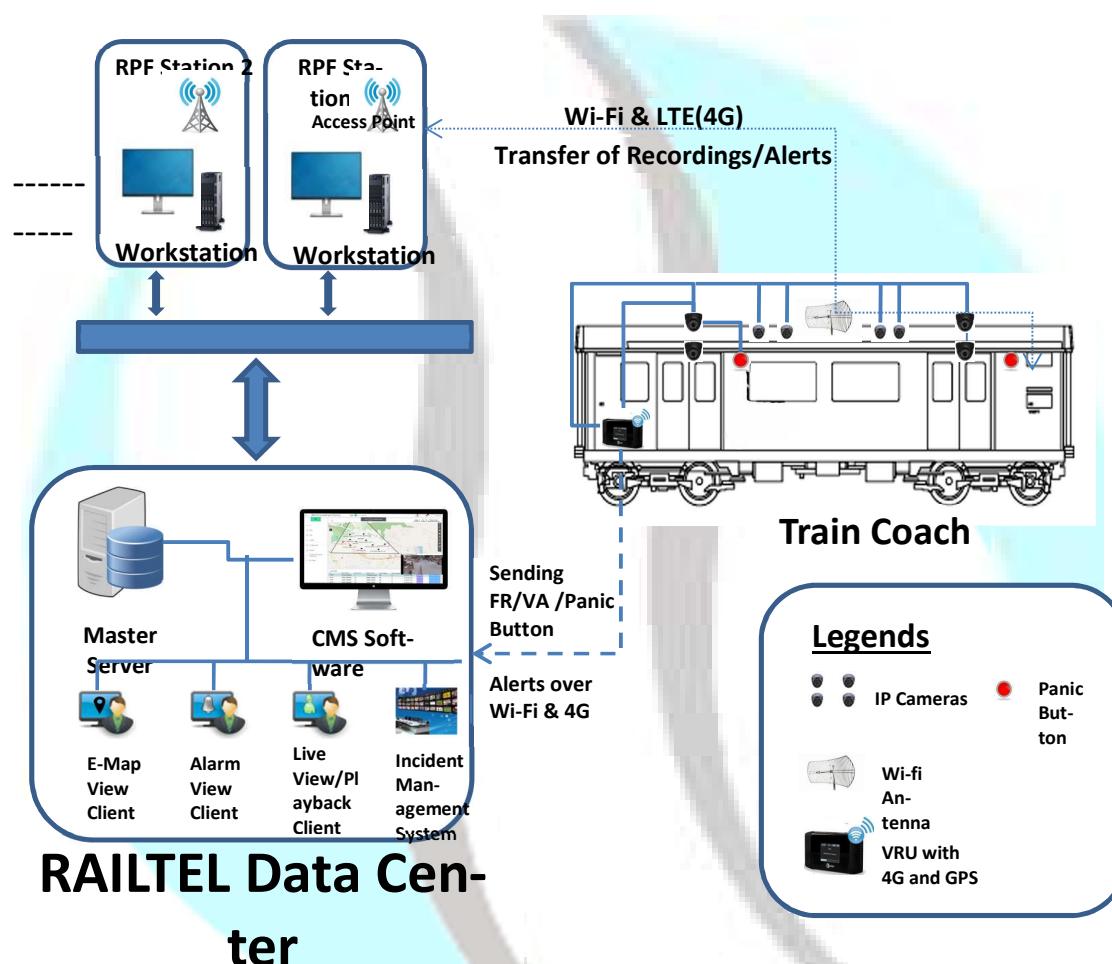 RPF Station 2
Workstation
RPF Sta-
tion
Access Point
Workstation
------
-----
Wi-Fi & LTE(4G)
Transfer of Recordings/Alerts
Train Coach
Sending
FR/VA /Panic
Button
Alerts over
Wi-Fi & 4G
Master
Server
CMS Soft-
ware
E-Map
View
Client
Alarm
View
Client
Live
View/Pl
ayback
Client
Incident
Man-
agement
System
RAILTEL Data Cen-
ter
Legends
IP Cameras
Panic
But-
ton
Wi-fi
An-
tenna
VRU with
4G and GPS